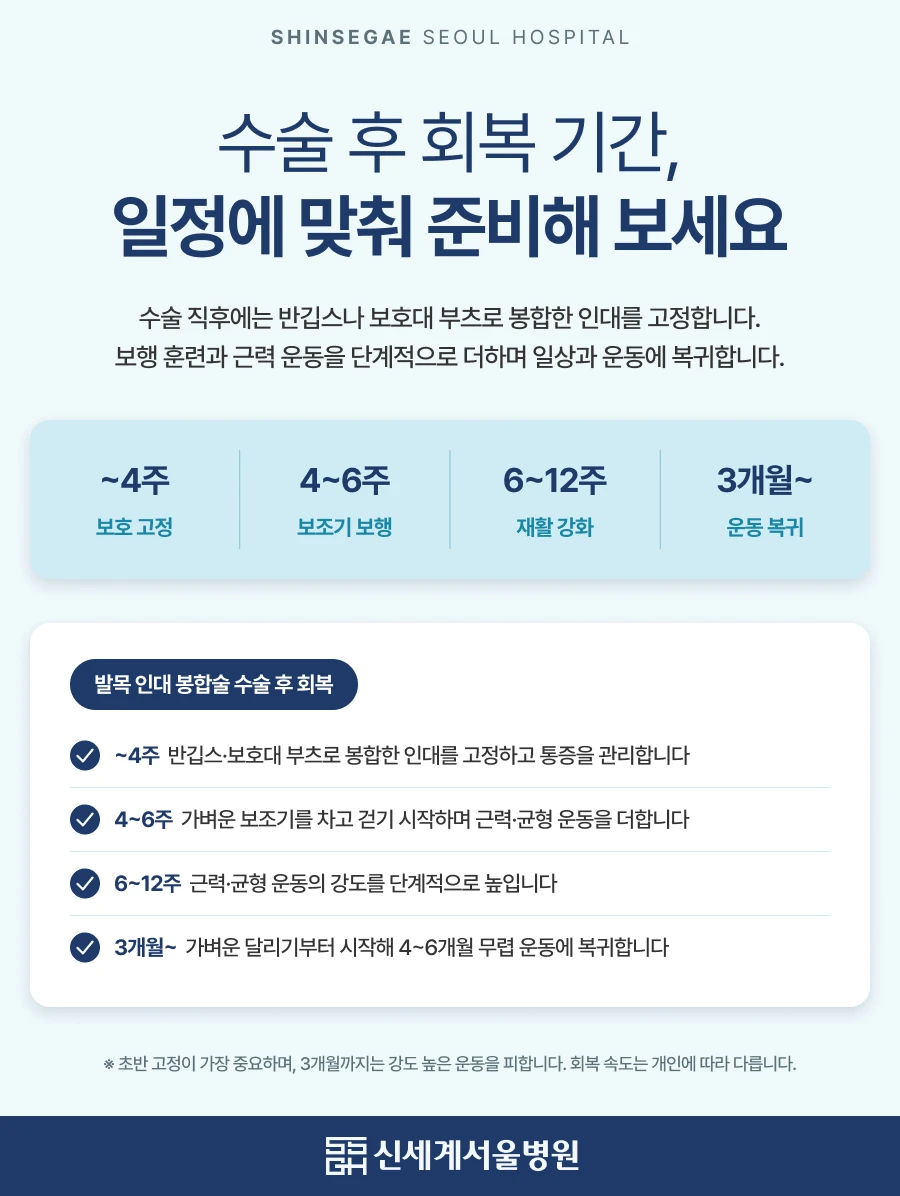 SHINSEGAE SEOUL HOSPITAL
수술 후 회복 기간,
일정에 맞춰 준비해 보세요
수술 직후에는 반깁스나 보호대 부츠로 봉합한 인대를 고정합니다.
보행 훈련과 근력 운동을 단계적으로 더하며 일상과 운동에 복귀합니다.
~4주
보호 고정
4~6주
보조기 보행
6~12주
재활 강화
3개월~
운동 복귀
발목 인대 봉합술 수술 후 회복
~4주 반깁스·보호대 부츠로 봉합한 인대를 고정하고 통증을 관리합니다
4~6주 가벼운 보조기를 차고 걷기 시작하며 근력·균형 운동을 더합니다
6~12주 근력·균형 운동의 강도를 단계적으로 높입니다
3개월~ 가벼운 달리기부터 시작해 4~6개월 무렵 운동에 복귀합니다
※ 초반 고정이 가장 중요하며, 3개월까지는 강도 높은 운동을 피합니다. 회복 속도는 개인에 따라 다릅니다.
SSGH 신세계서울병원